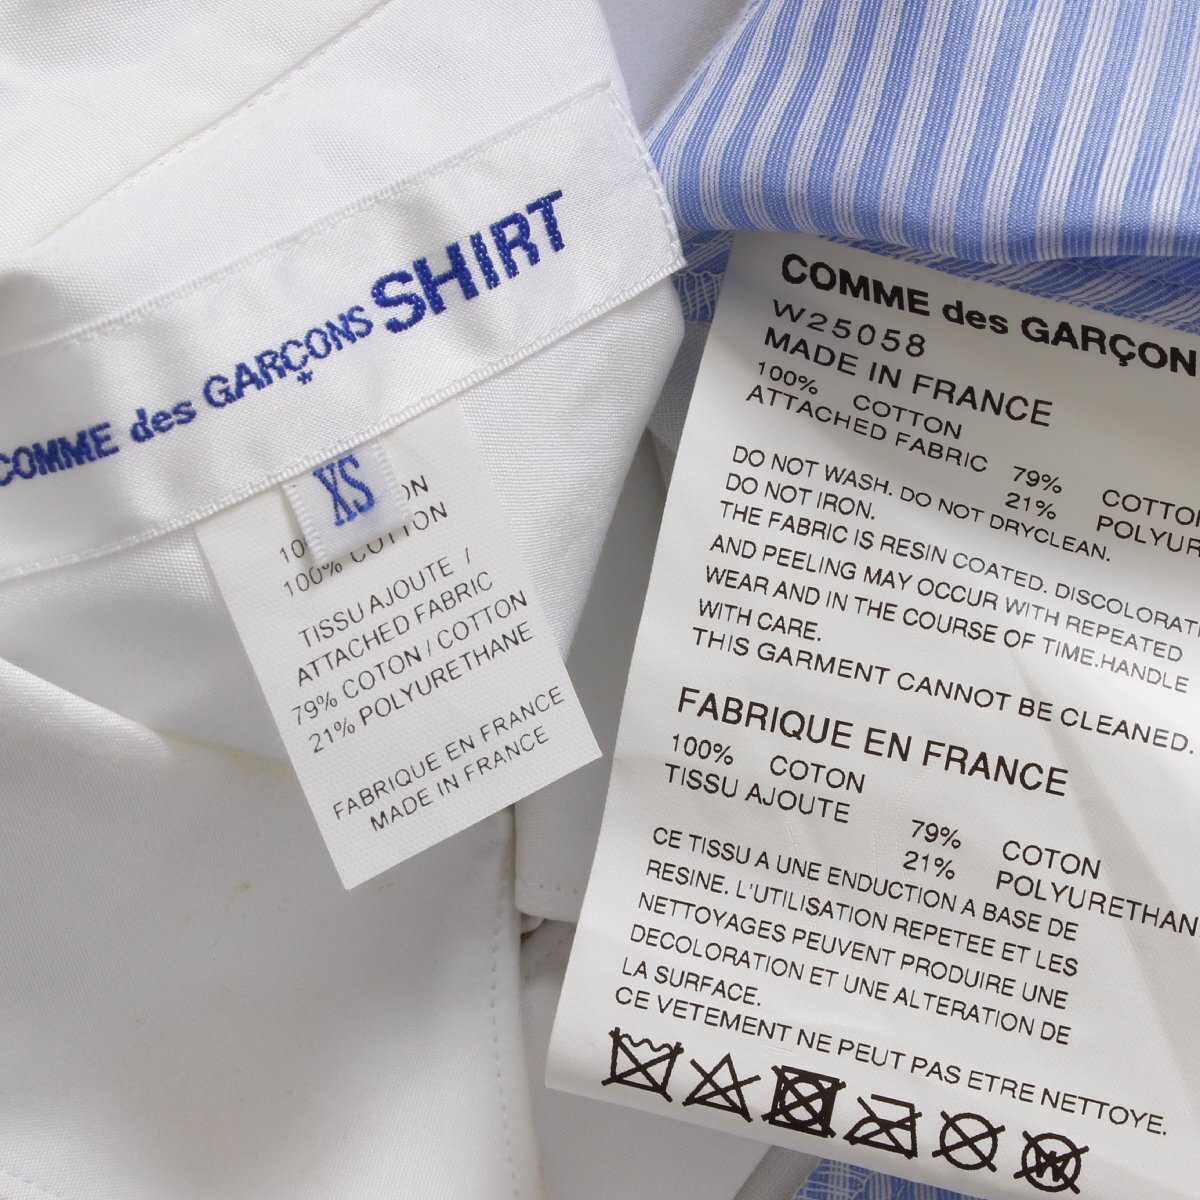 COMME des GARÇONS SHIRT
*
XS
100% COTTON
TISSU AJOUTE /
ATTACHED FABRIC
79% COTON / COTTON
21% POLYURETHANE
FABRIQUE EN FRANCE
MADE IN FRANCE
COMME des GARÇON
W25058
MADE IN FRANCE
100% COTTON
ATTACHED FABRIC
79% COTTON
21% POLYUR
DO NOT WASH. DO NOT DRYCLEAN.
DO NOT IRON.
THE FABRIC IS RESIN COATED. DISCOLORAT
AND PEELING MAY OCCUR WITH REPEATED
WEAR AND IN THE COURSE OF TIME.HANDLE
WITH CARE.
THIS GARMENT CANNOT BE CLEANED.
FABRIQUE EN FRANCE
100% COTON
TISSU AJOUTE
79% COTON
21% POLYURETHAN
CE TISSU A UNE ENDUCTION A BASE DE
RESINE. L'UTILISATION REPETEE ET LES
NETTOYAGES PEUVENT PRODUIRE UNE
DECOLORATION ET UNE ALTERATION DE
LA SURFACE.
CE VETEMENT NE PEUT PAS ETRE NETTOYE.
W